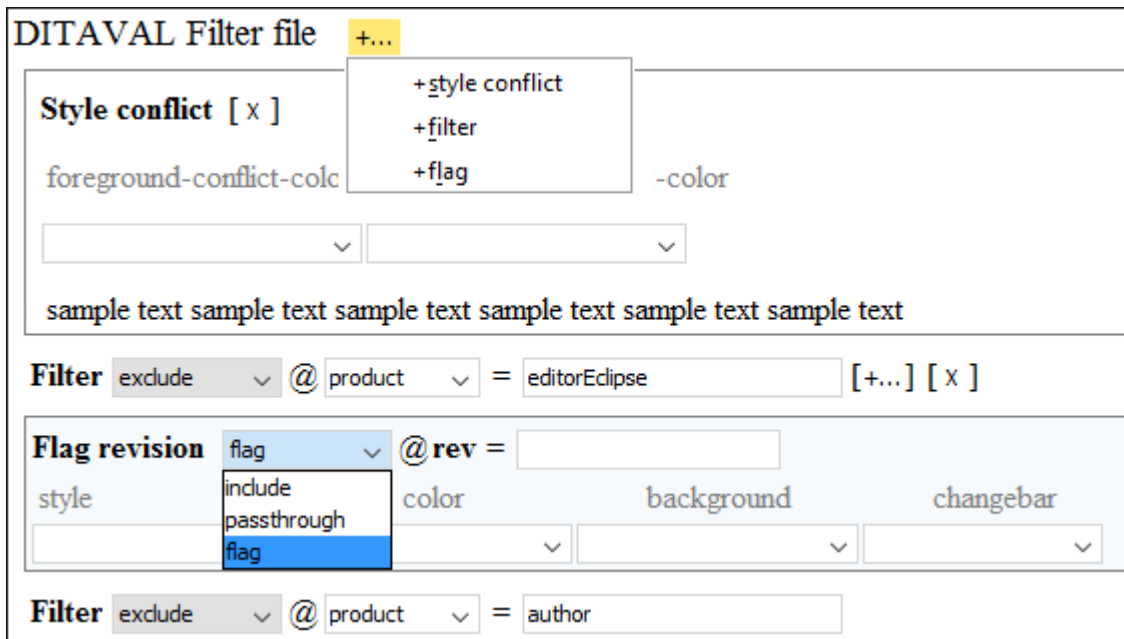 DITAVAL Filter file +...
+style conflict
+filter
+flag
Style conflict [ x ]
foreground-conflict-colo -color
sample text sample text sample text sample text sample text sample text
Filter exclude @ product = editorEclipse [+...] [ x ]
Flag revision flag @ rev =
include
passthrough
flag
style color background changebar
Filter exclude @ product = author